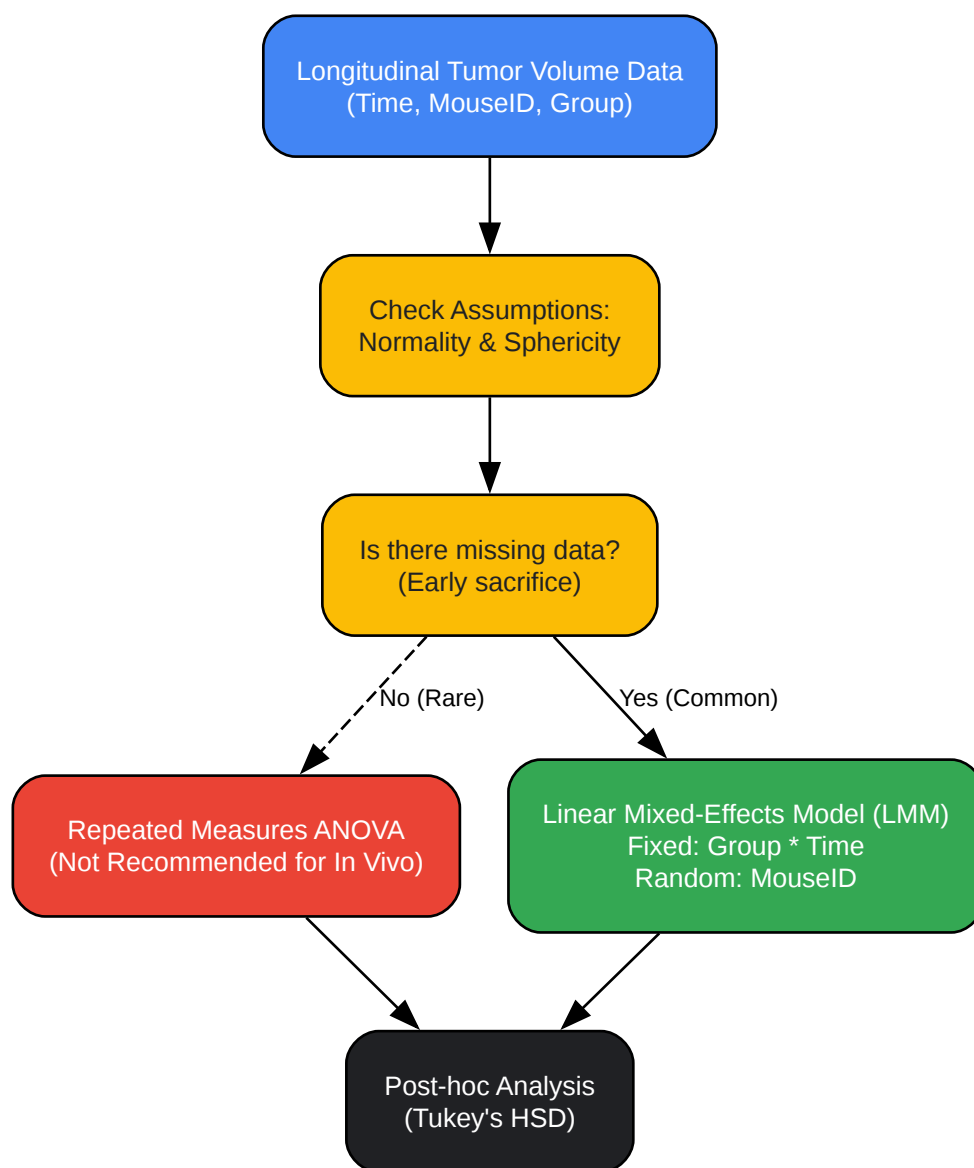 Longitudinal Tumor Volume Data
(Time, MouseID, Group)
Check Assumptions:
Normality & Sphericity
Is there missing data?
(Early sacrifice)
No (Rare)
Yes (Common)
Repeated Measures ANOVA
(Not Recommended for In Vivo)
Linear Mixed-Effects Model (LMM)
Fixed: Group * Time
Random: MouseID
Post-hoc Analysis
(Tukey's HSD)